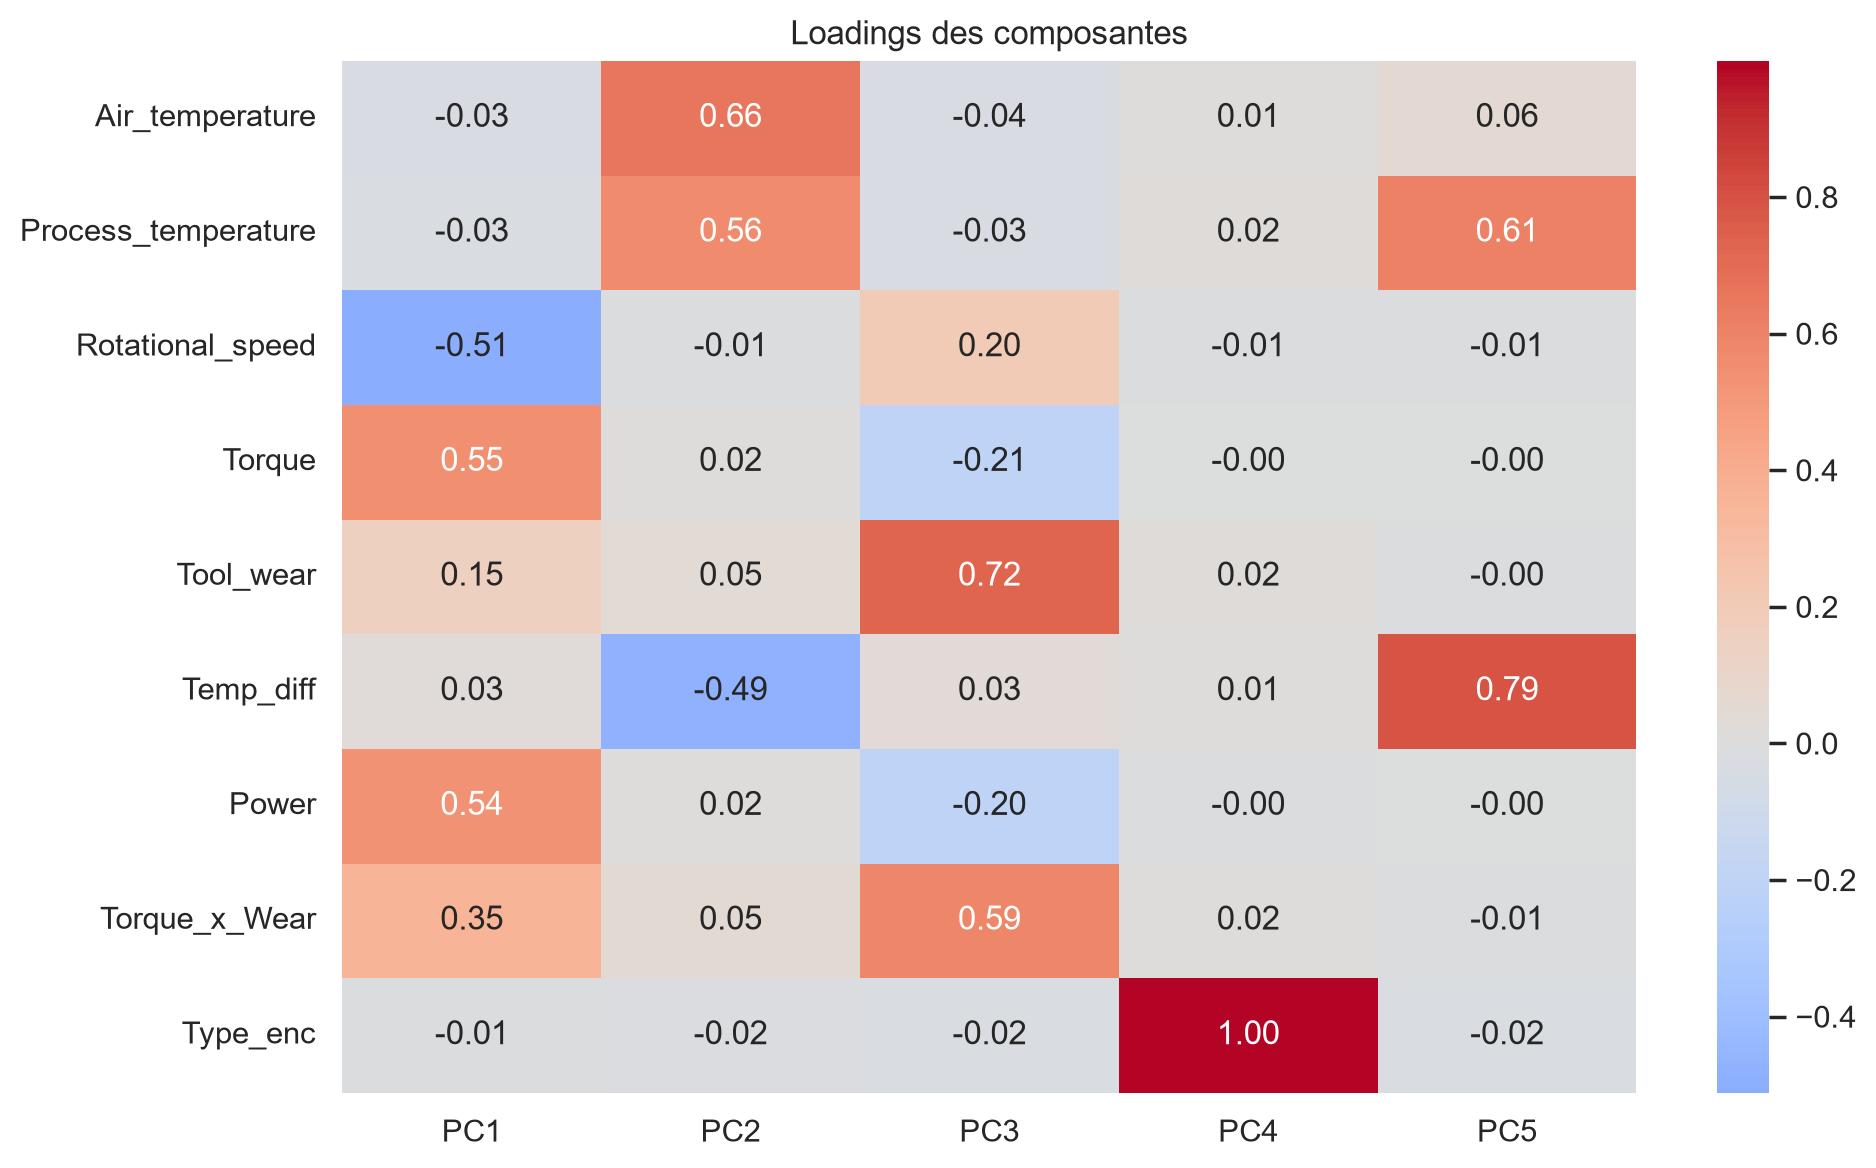 Loadings des composantes
Air_temperature -0.03 0.66 -0.04 0.01 0.06
Process_temperature -0.03 0.56 -0.03 0.02 0.61
Rotational_speed -0.51 -0.01 0.20 -0.01 -0.01
Torque 0.55 0.02 -0.21 -0.00 -0.00
Tool_wear 0.15 0.05 0.72 0.02 -0.00
Temp_diff 0.03 -0.49 0.03 0.01 0.79
Power 0.54 0.02 -0.20 -0.00 -0.00
Torque_x_Wear 0.35 0.05 0.59 0.02 -0.01
Type_enc -0.01 -0.02 -0.02 1.00 -0.02
PC1 PC2 PC3 PC4 PC5
0.8
0.6
0.4
0.2
0.0
−0.2
−0.4